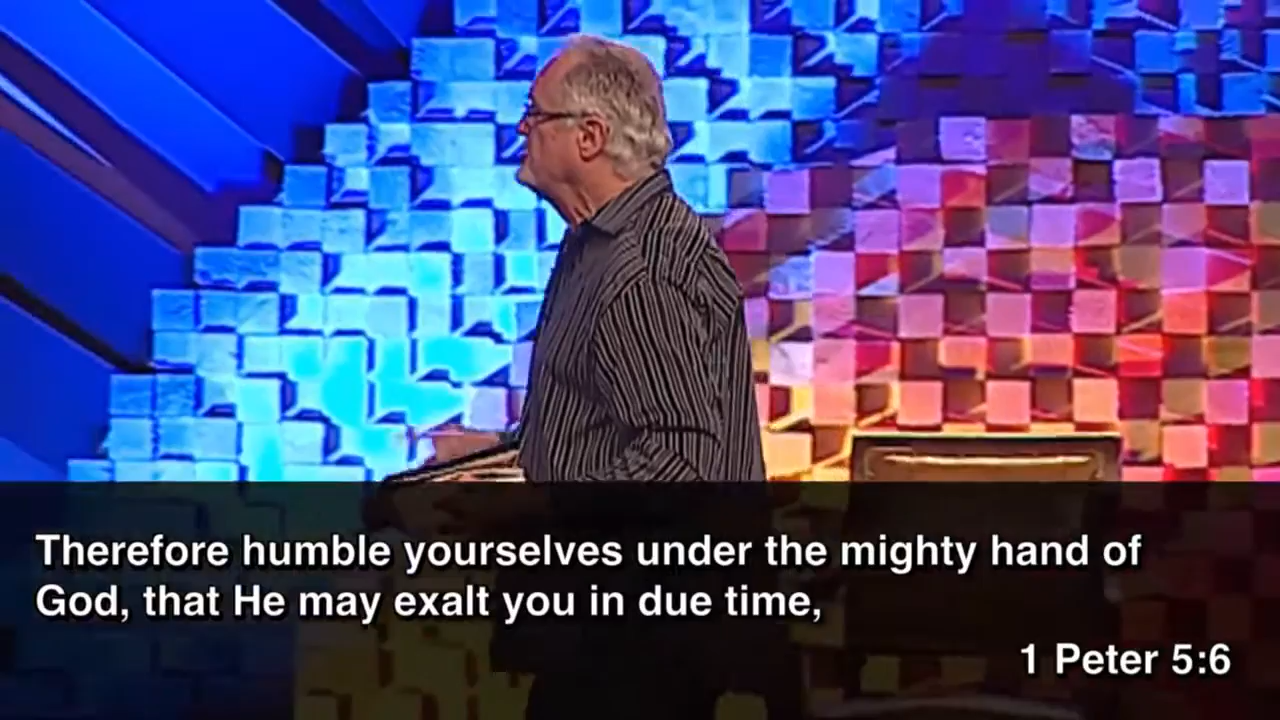 Therefore humble yourselves under the mighty hand of
God, that He may exalt you in due time,
1 Peter 5:6